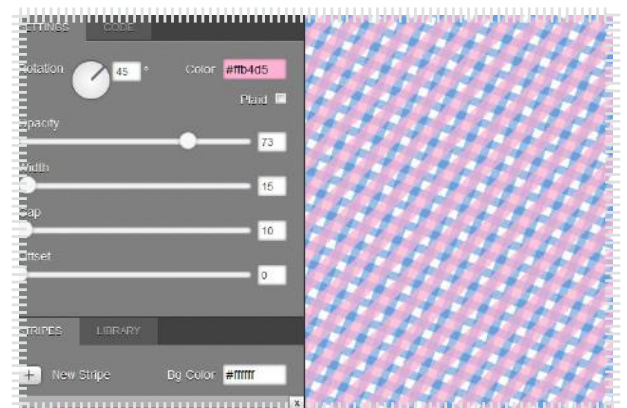 SETTINGS CODE
Rotation 45 ° Color #ffb4d5
Plaid
Opacity
73
Width
15
Gap
10
Offset
0
STRIPES LIBRARY
+ New Stripe Bg Color #ffffff
x